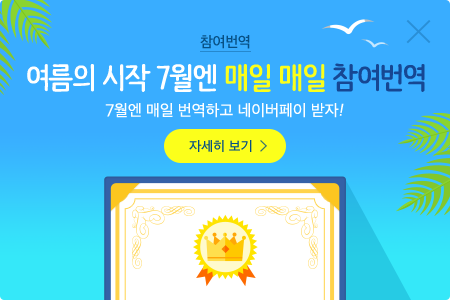 참여번역
여름의 시작 7월엔 매일 매일 참여번역
7월엔 매일 번역하고 네이버페이 받자!
자세히 보기 >